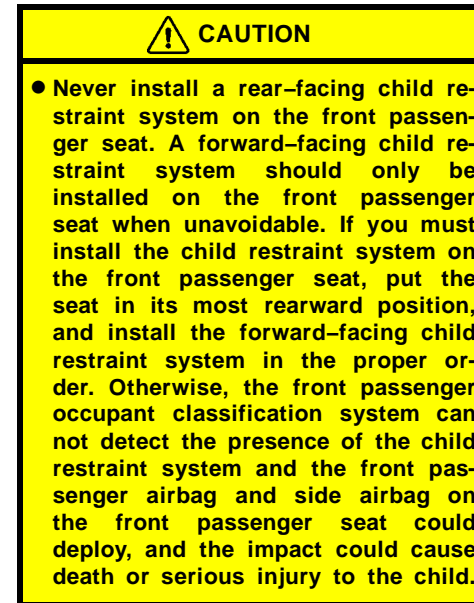 CAUTION
● Never install a rear–facing child re-
straint system on the front passen-
ger seat. A forward–facing child re-
straint system should only be
installed on the front passenger
seat when unavoidable. If you must
install the child restraint system on
the front passenger seat, put the
seat in its most rearward position,
and install the forward–facing child
restraint system in the proper or-
der. Otherwise, the front passenger
occupant classification system can
not detect the presence of the child
restraint system and the front pas-
senger airbag and side airbag on
the front passenger seat could
deploy, and the impact could cause
death or serious injury to the child.